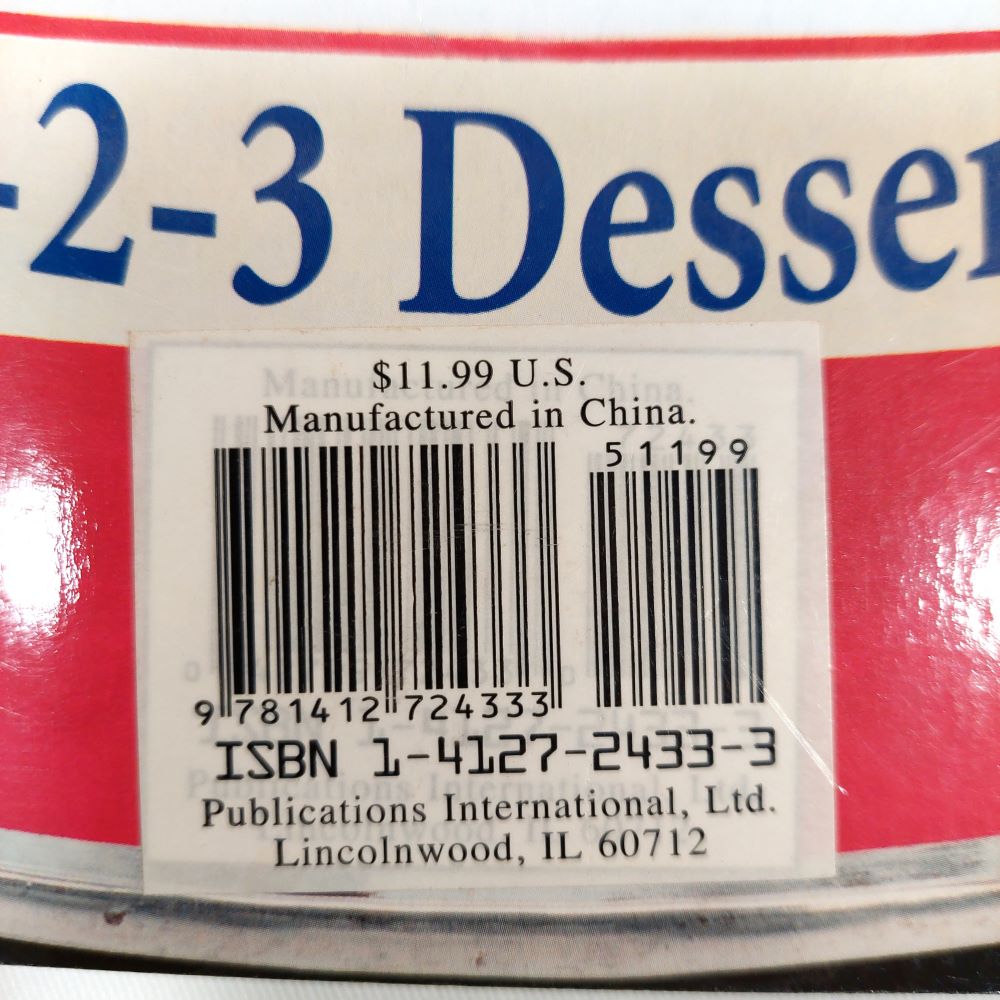 -2-3 Desser
$11.99 U.S.
Manufactured in China.
51199
9 781412 724333
ISBN 1-4127-2433-3
Publications International, Ltd.
Lincolnwood, IL 60712